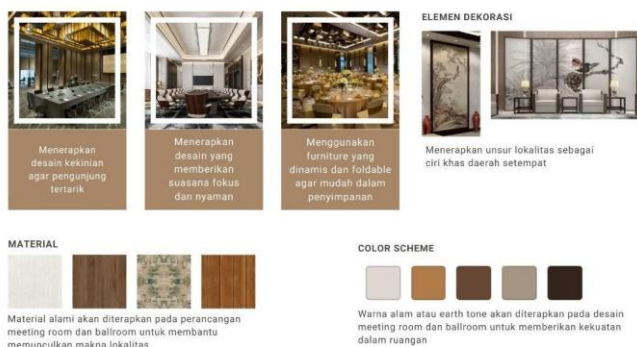 Menerapkan
desain kekinian
agar pengunjung
tertarik
Menerapkan
desain yang
memberikan
suasana fokus
dan nyaman
Menggunakan
furniture yang
dinamis dan foldable
agar mudah dalam
penyimpanan
ELEMEN DEKORASI
Menerapkan unsur lokalitas sebagai
ciri khas daerah setempat
MATERIAL
Material alami akan diterapkan pada perancangan
meeting room dan ballroom untuk membantu
memunculkan makna lokalitas
COLOR SCHEME
Warna alam atau earth tone akan diterapkan pada desain
meeting room dan ballroom untuk memberikan kekuatan
dalam ruangan